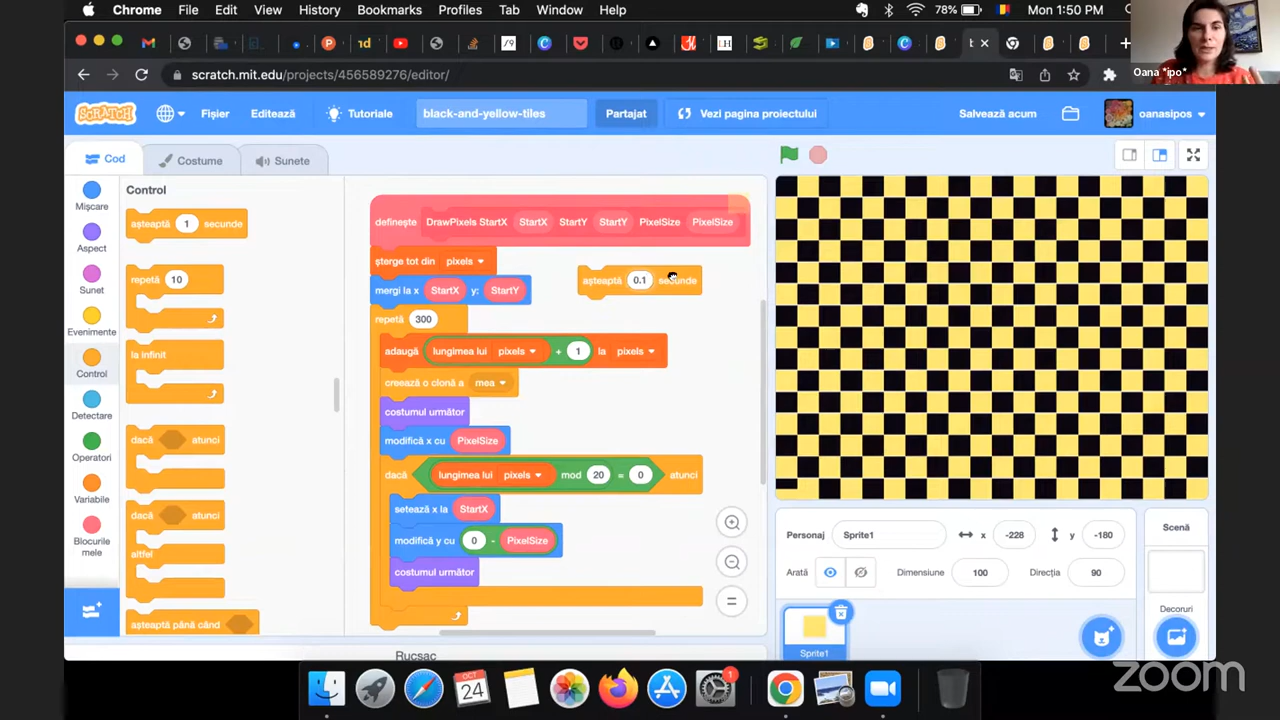 Chrome File Edit View History Bookmarks Profiles Tab Window Help 78% Mon 1:50 PM
Oana *ipo*
scratch.mit.edu/projects/456589276/editor/
SCRATCH Fișier Editează Tutoriale black-and-yellow-tiles Partajat Vezi pagina proiectului Salvează acum oanasipos
Cod Costume Sunete
Mișcare
Aspect
Sunet
Evenimente
Control
Detectare
Operatori
Variabile
Blocurile mele
Control
așteaptă 1 secunde
repetă 10
la infinit
dacă atunci
dacă atunci
altfel
așteaptă până când
definește DrawPixels StartX StartX StartY StartY PixelSize PixelSize
șterge tot din pixels
așteaptă 0.1 secunde
mergi la x StartX y: StartY
repetă 300
adaugă lungimea lui pixels + 1 la pixels
creează o clonă a mea
costumul următor
modifică x cu PixelSize
dacă lungimea lui pixels mod 20 = 0 atunci
setează x la StartX
modifică y cu 0 - PixelSize
costumul următor
Personaj Sprite1 x -228 y -180
Arată Dimensiune 100 Direcția 90
Sprite1
Scenă
Decoruri
Rucsac
OCT
24
1
zoom